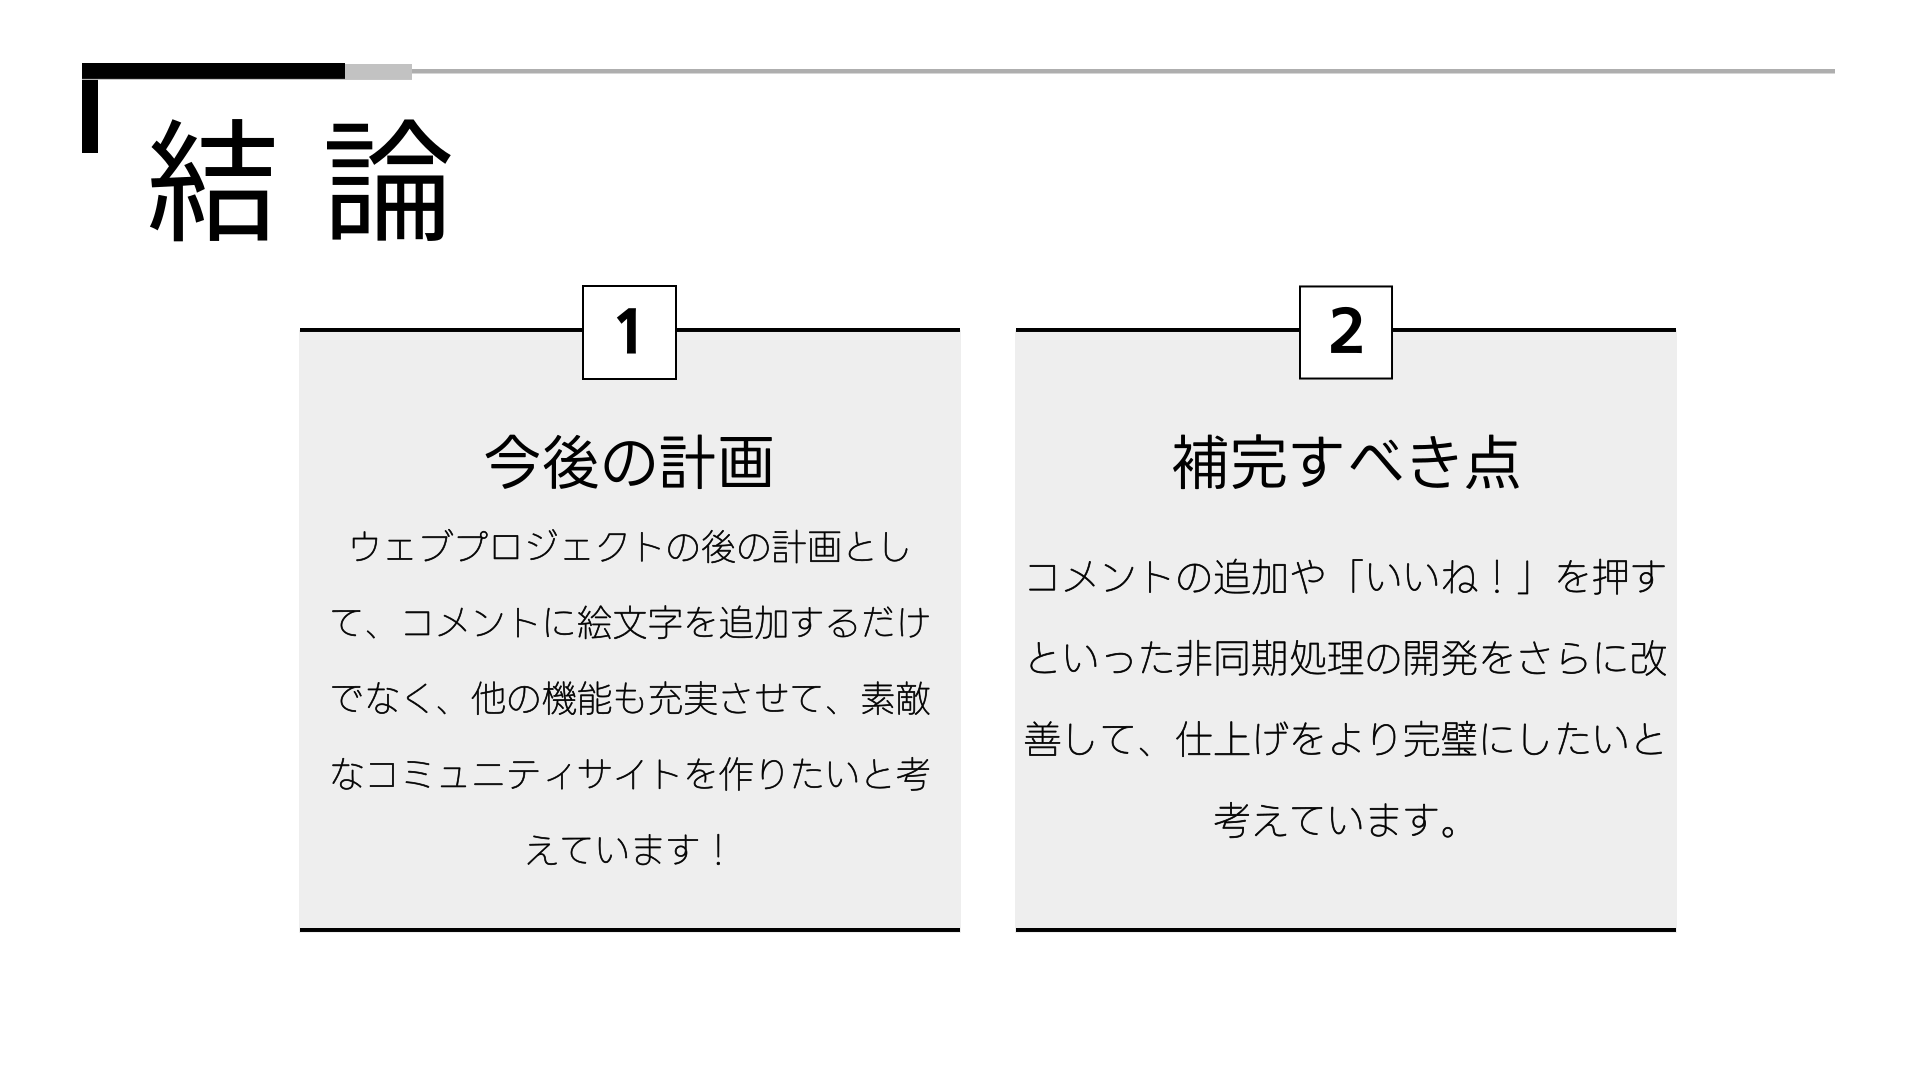 結 論
1
今後の計画
ウェブプロジェクトの後の計画とし
て、コメントに絵文字を追加するだけ
でなく、他の機能も充実させて、素敵
なコミュニティサイトを作りたいと考
えています！
2
補完すべき点
コメントの追加や「いいね！」を押す
といった非同期処理の開発をさらに改
善して、仕上げをより完璧にしたいと
考えています。